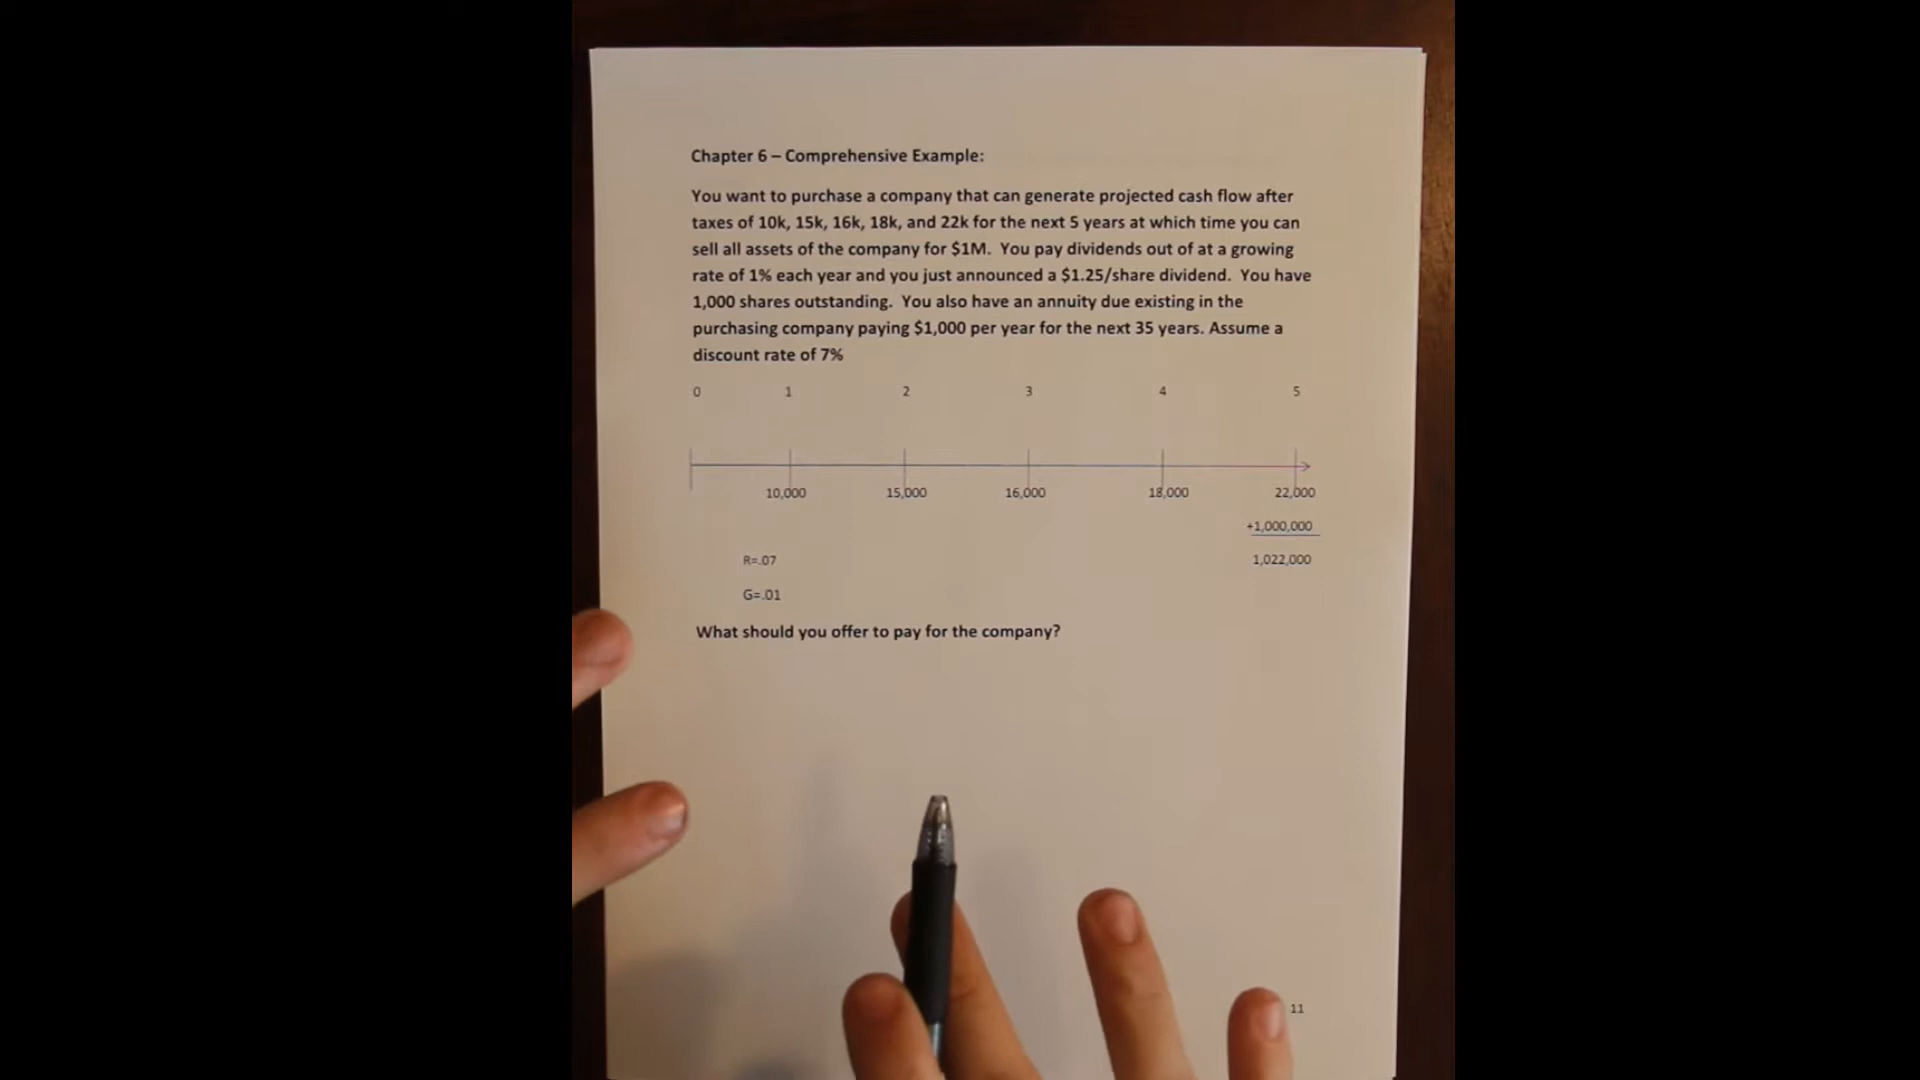 Chapter 6 – Comprehensive Example:
You want to purchase a company that can generate projected cash flow after
taxes of 10k, 15k, 16k, 18k, and 22k for the next 5 years at which time you can
sell all assets of the company for $1M.  You pay dividends out of at a growing
rate of 1% each year and you just announced a $1.25/share dividend.  You have
1,000 shares outstanding.  You also have an annuity due existing in the
purchasing company paying $1,000 per year for the next 35 years. Assume a
discount rate of 7%
0 1 2 3 4 5
10,000 15,000 16,000 18,000 22,000
+1,000,000
R=.07 1,022,000
G=.01
What should you offer to pay for the company?
11